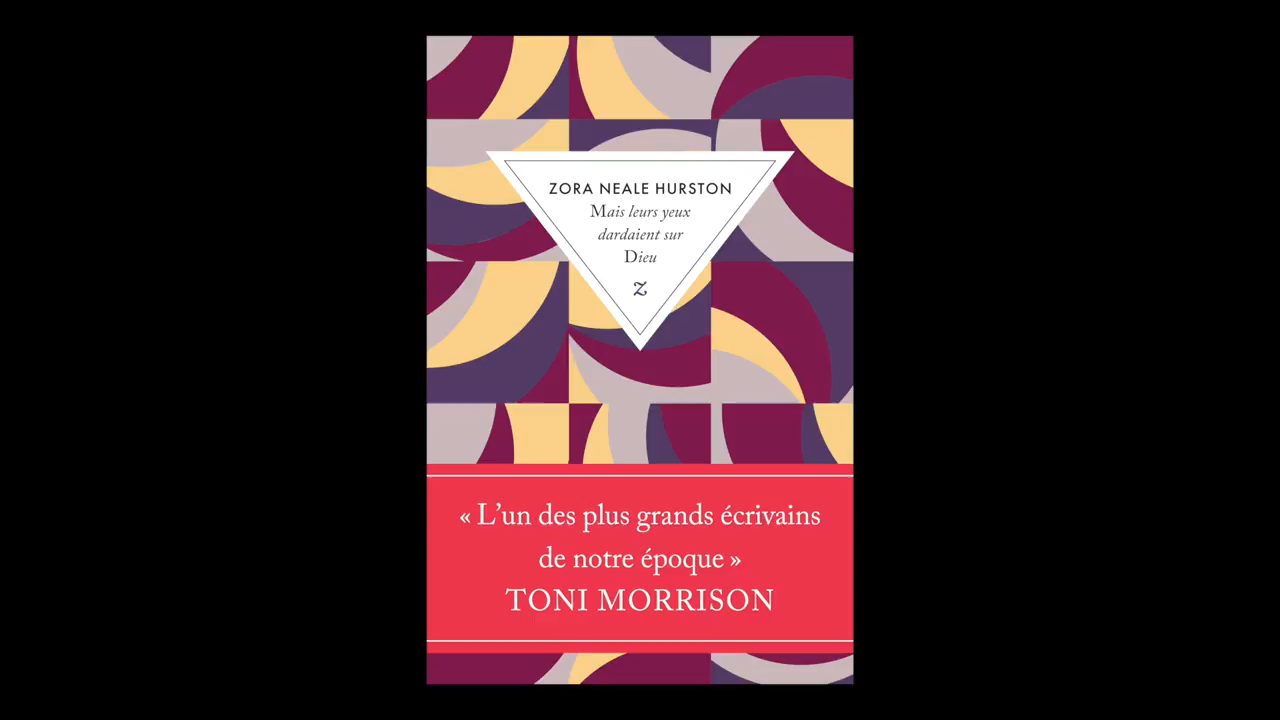 ZORA NEALE HURSTON
Mais leurs yeux
dardaient sur
Dieu
Z
« L’un des plus grands écrivains
de notre époque »
TONI MORRISON